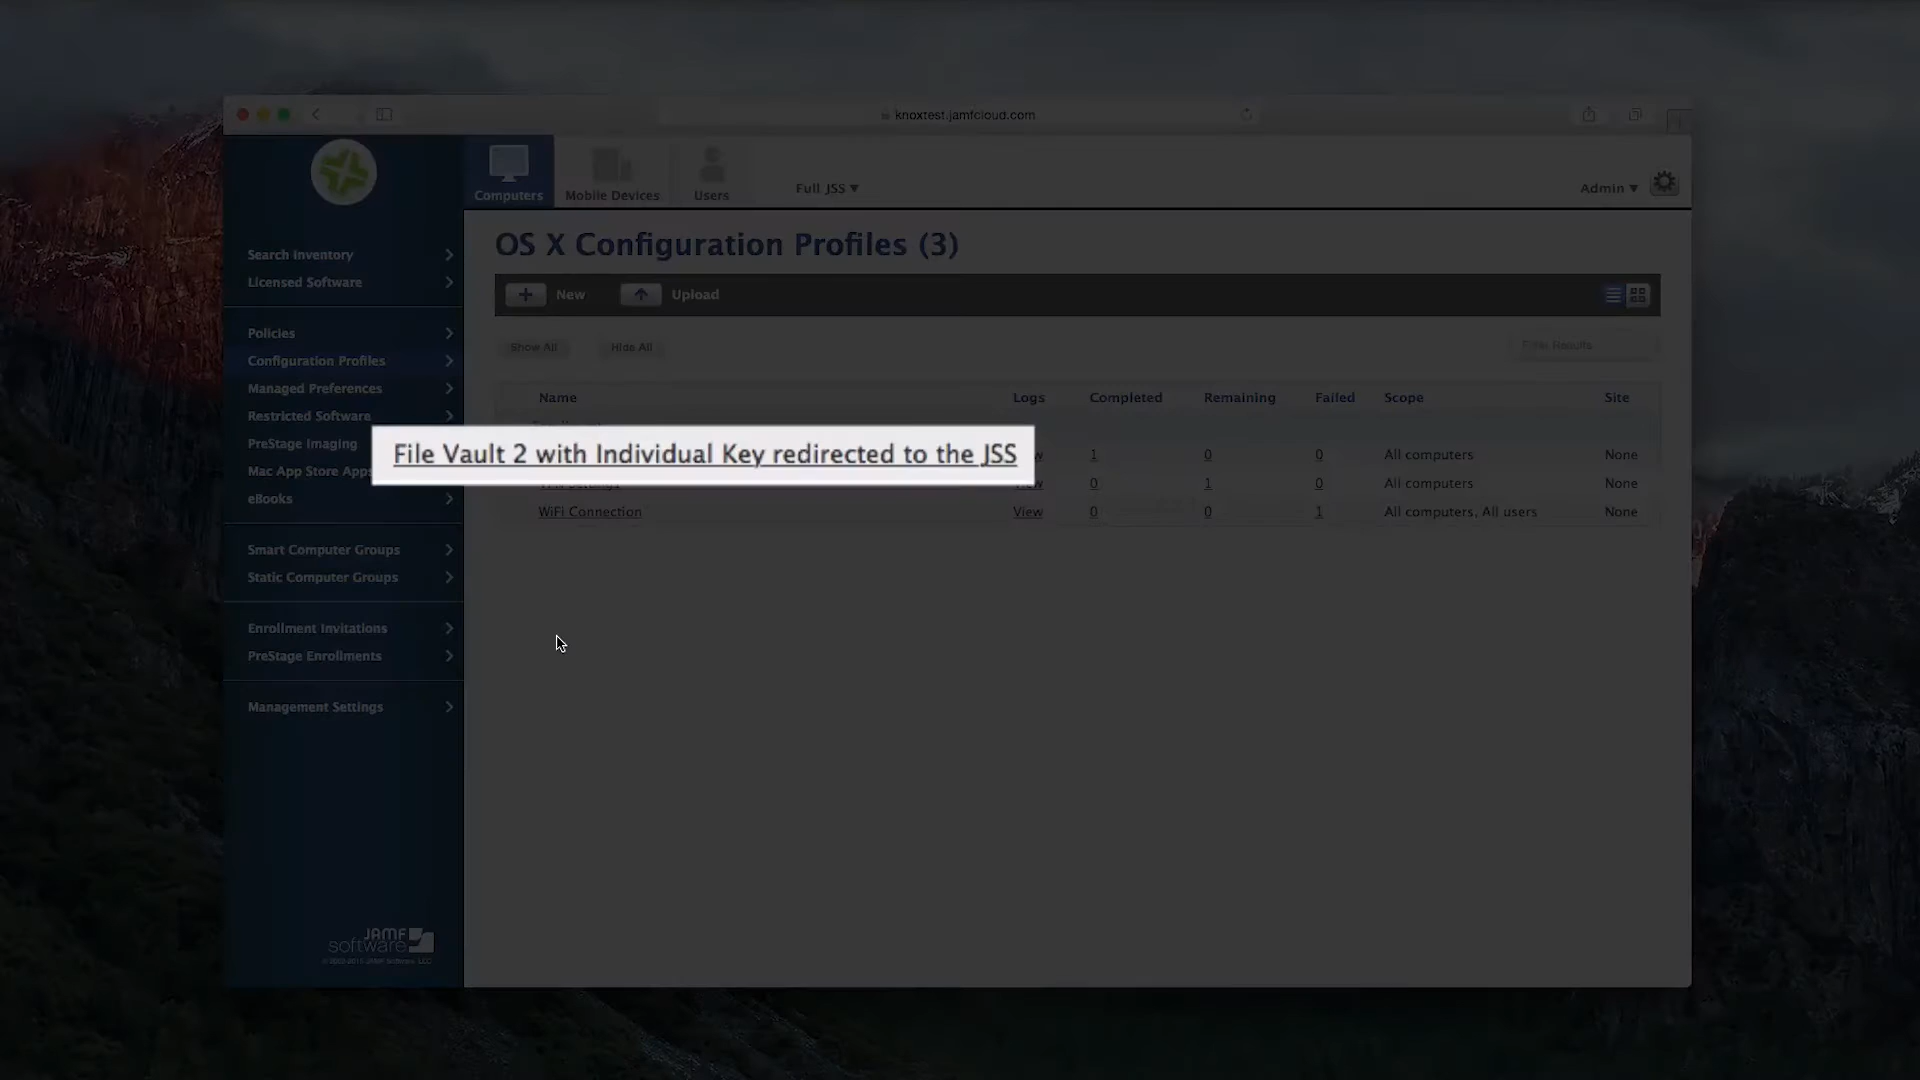 knoxtest.jamfcloud.com
Computers
Mobile Devices
Users
Full JSS
Admin
Search Inventory
Licensed Software
Policies
Configuration Profiles
Managed Preferences
Restricted Software
PreStage Imaging
Mac App Store Apps
eBooks
Smart Computer Groups
Static Computer Groups
Enrollment Invitations
PreStage Enrollments
Management Settings
JAMF
software
OS X Configuration Profiles (3)
New Upload
Show All Hide All Filter Results
Name Logs Completed Remaining Failed Scope Site
File Vault 2 with Individual Key redirected to the JSS 1 0 0 All computers None
0 1 0 All computers None
WiFi Connection View 0 0 1 All computers, All users None